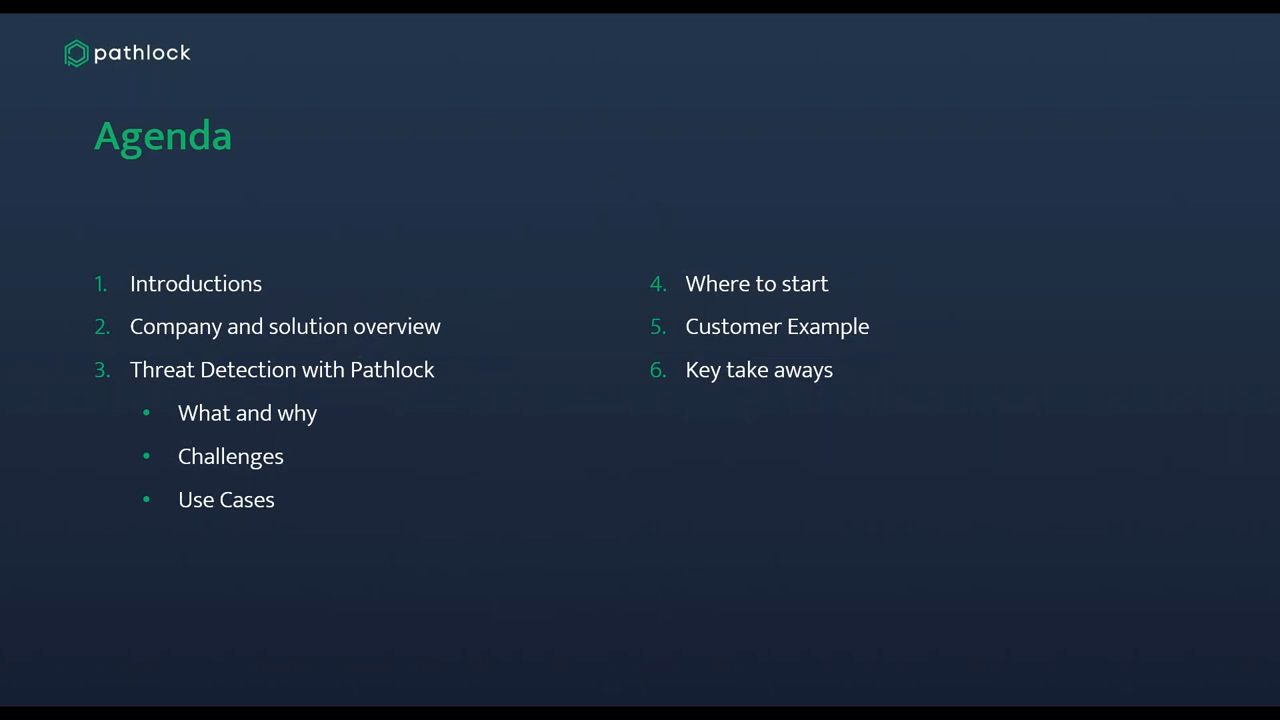 pathlock
Agenda
1. Introductions
2. Company and solution overview
3. Threat Detection with Pathlock
• What and why
• Challenges
• Use Cases
4. Where to start
5. Customer Example
6. Key take aways